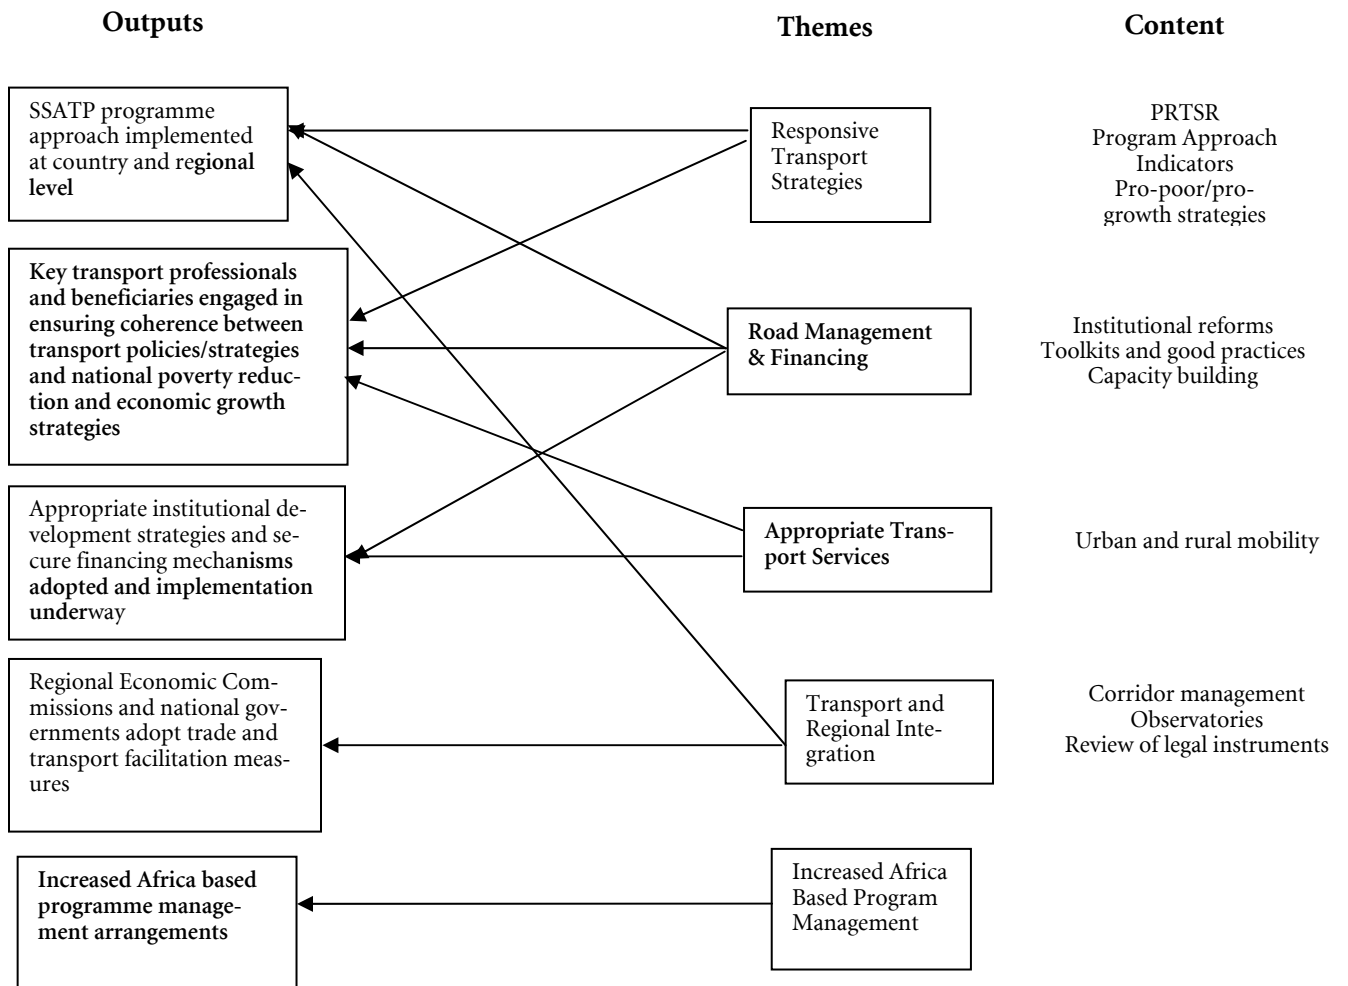 Outputs
Themes
Content
SSATP programme
approach implemented
at country and regional
level
Responsive
Transport
Strategies
PRTSR
Program Approach
Indicators
Pro-poor/pro-
growth strategies
Key transport professionals
and beneficiaries engaged in
ensuring coherence between
transport policies/strategies
and national poverty reduc-
tion and economic growth
strategies
Road Management
& Financing
Institutional reforms
Toolkits and good practices
Capacity building
Appropriate institutional de-
velopment strategies and se-
cure financing mechanisms
adopted and implementation
underway
Appropriate Trans-
port Services
Urban and rural mobility
Regional Economic Com-
missions and national gov-
ernments adopt trade and
transport facilitation meas-
ures
Transport and
Regional Inte-
gration
Corridor management
Observatories
Review of legal instruments
Increased Africa based
programme manage-
ment arrangements
Increased Africa
Based Program
Management